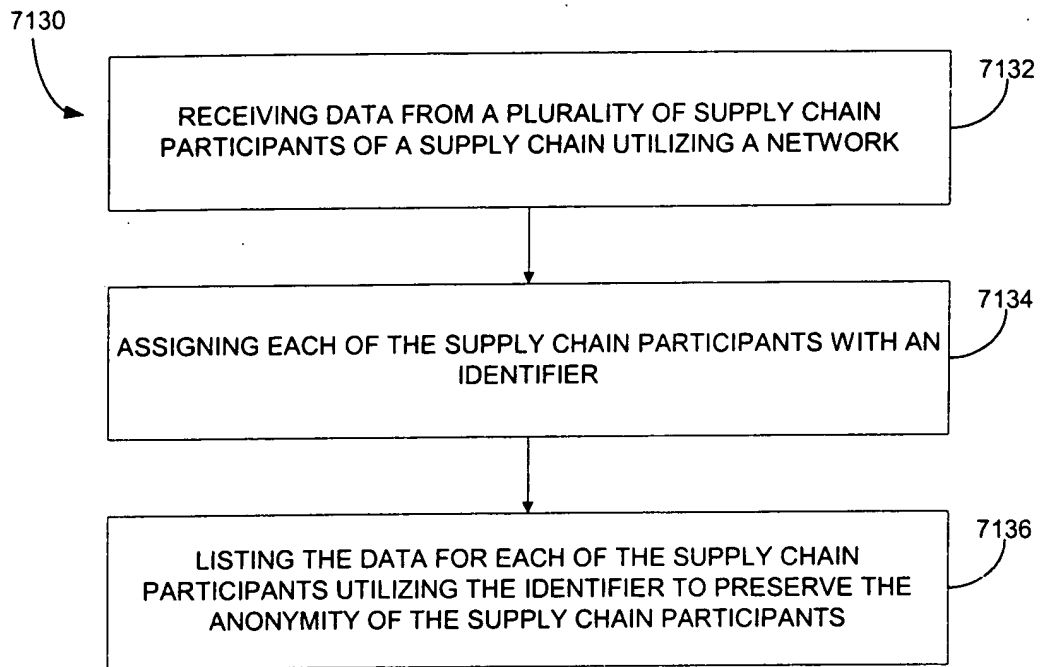 7130
7132
RECEIVING DATA FROM A PLURALITY OF SUPPLY CHAIN
PARTICIPANTS OF A SUPPLY CHAIN UTILIZING A NETWORK
7134
ASSIGNING EACH OF THE SUPPLY CHAIN PARTICIPANTS WITH AN
IDENTIFIER
7136
LISTING THE DATA FOR EACH OF THE SUPPLY CHAIN
PARTICIPANTS UTILIZING THE IDENTIFIER TO PRESERVE THE
ANONYMITY OF THE SUPPLY CHAIN PARTICIPANTS